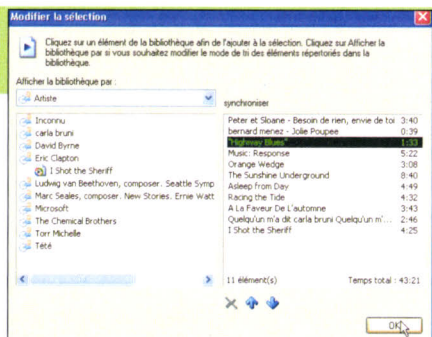 Modifier la sélection
Cliquez sur un élément de la bibliothèque afin de
l'ajouter à la sélection. Cliquez sur Afficher la
bibliothèque par si vous souhaitez modifier le
mode de tri des éléments répertoriés dans la
bibliothèque.
Afficher la bibliothèque par :
Artiste
Inconnu
carla bruni
David Byrne
Eric Clapton
I Shot the Sheriff
Ludwig van Beethoven, composer. Seattle Symp
Marc Seales, composer. New Stories. Ernie Watt
Microsoft
The Chemical Brothers
Torr Michelle
Tété
synchroniser
Peter et Sloane - Besoin de rien, envie de toi 3:40
bernard menez - Jolie Poupee 0:39
"Highway Blues" 1:33
Music: Response 5:22
Orange Wedge 3:08
The Sunshine Underground 8:40
Asleep from Day 4:49
Racing the Tide 4:32
A La Faveur De L'automne 3:43
Quelqu'un m'a dit carla bruni Quelqu'un m'... 2:46
I Shot the Sheriff 4:25
11 élément(s) Temps total : 43:21
OK